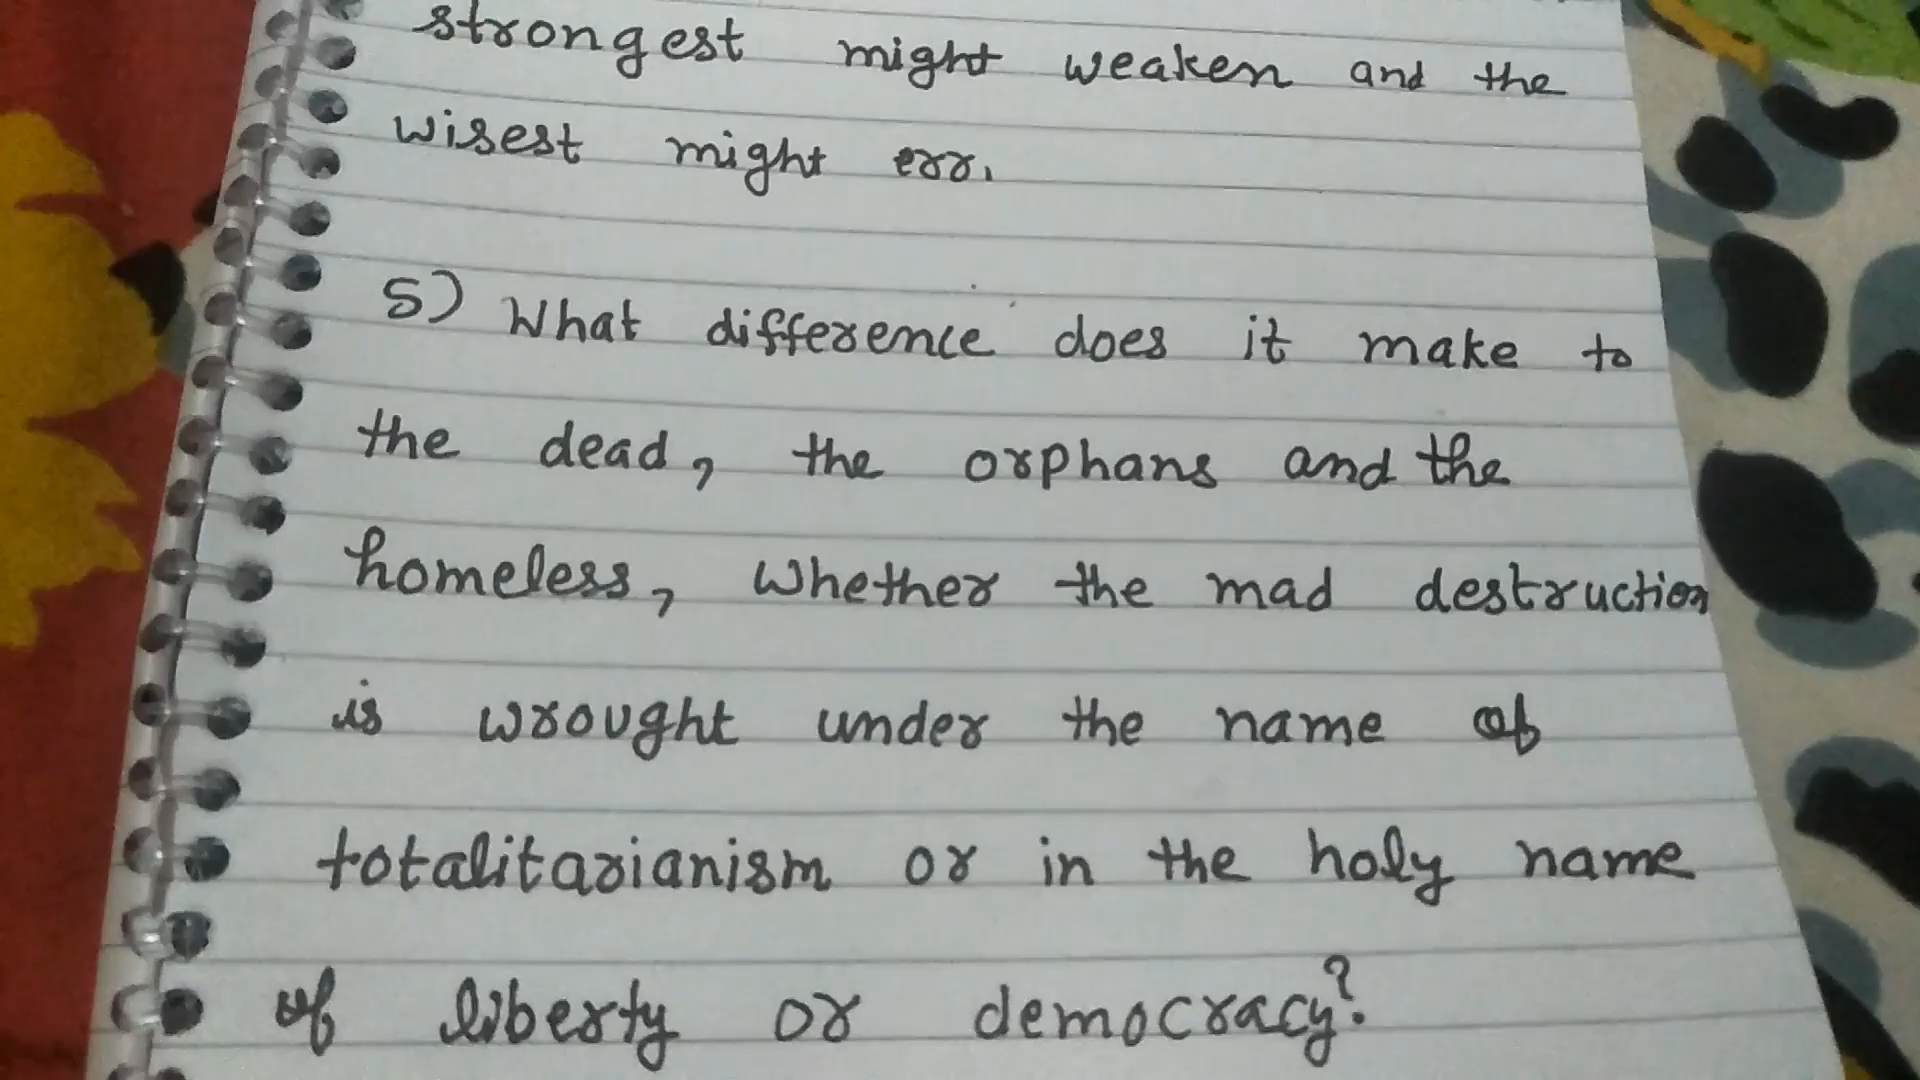 strongest might weaken and the
wisest might err.
5) What difference does it make to
the dead, the orphans and the
homeless, whether the mad destruction
is wrought under the name of
totalitarianism or in the holy name
of liberty or democracy?